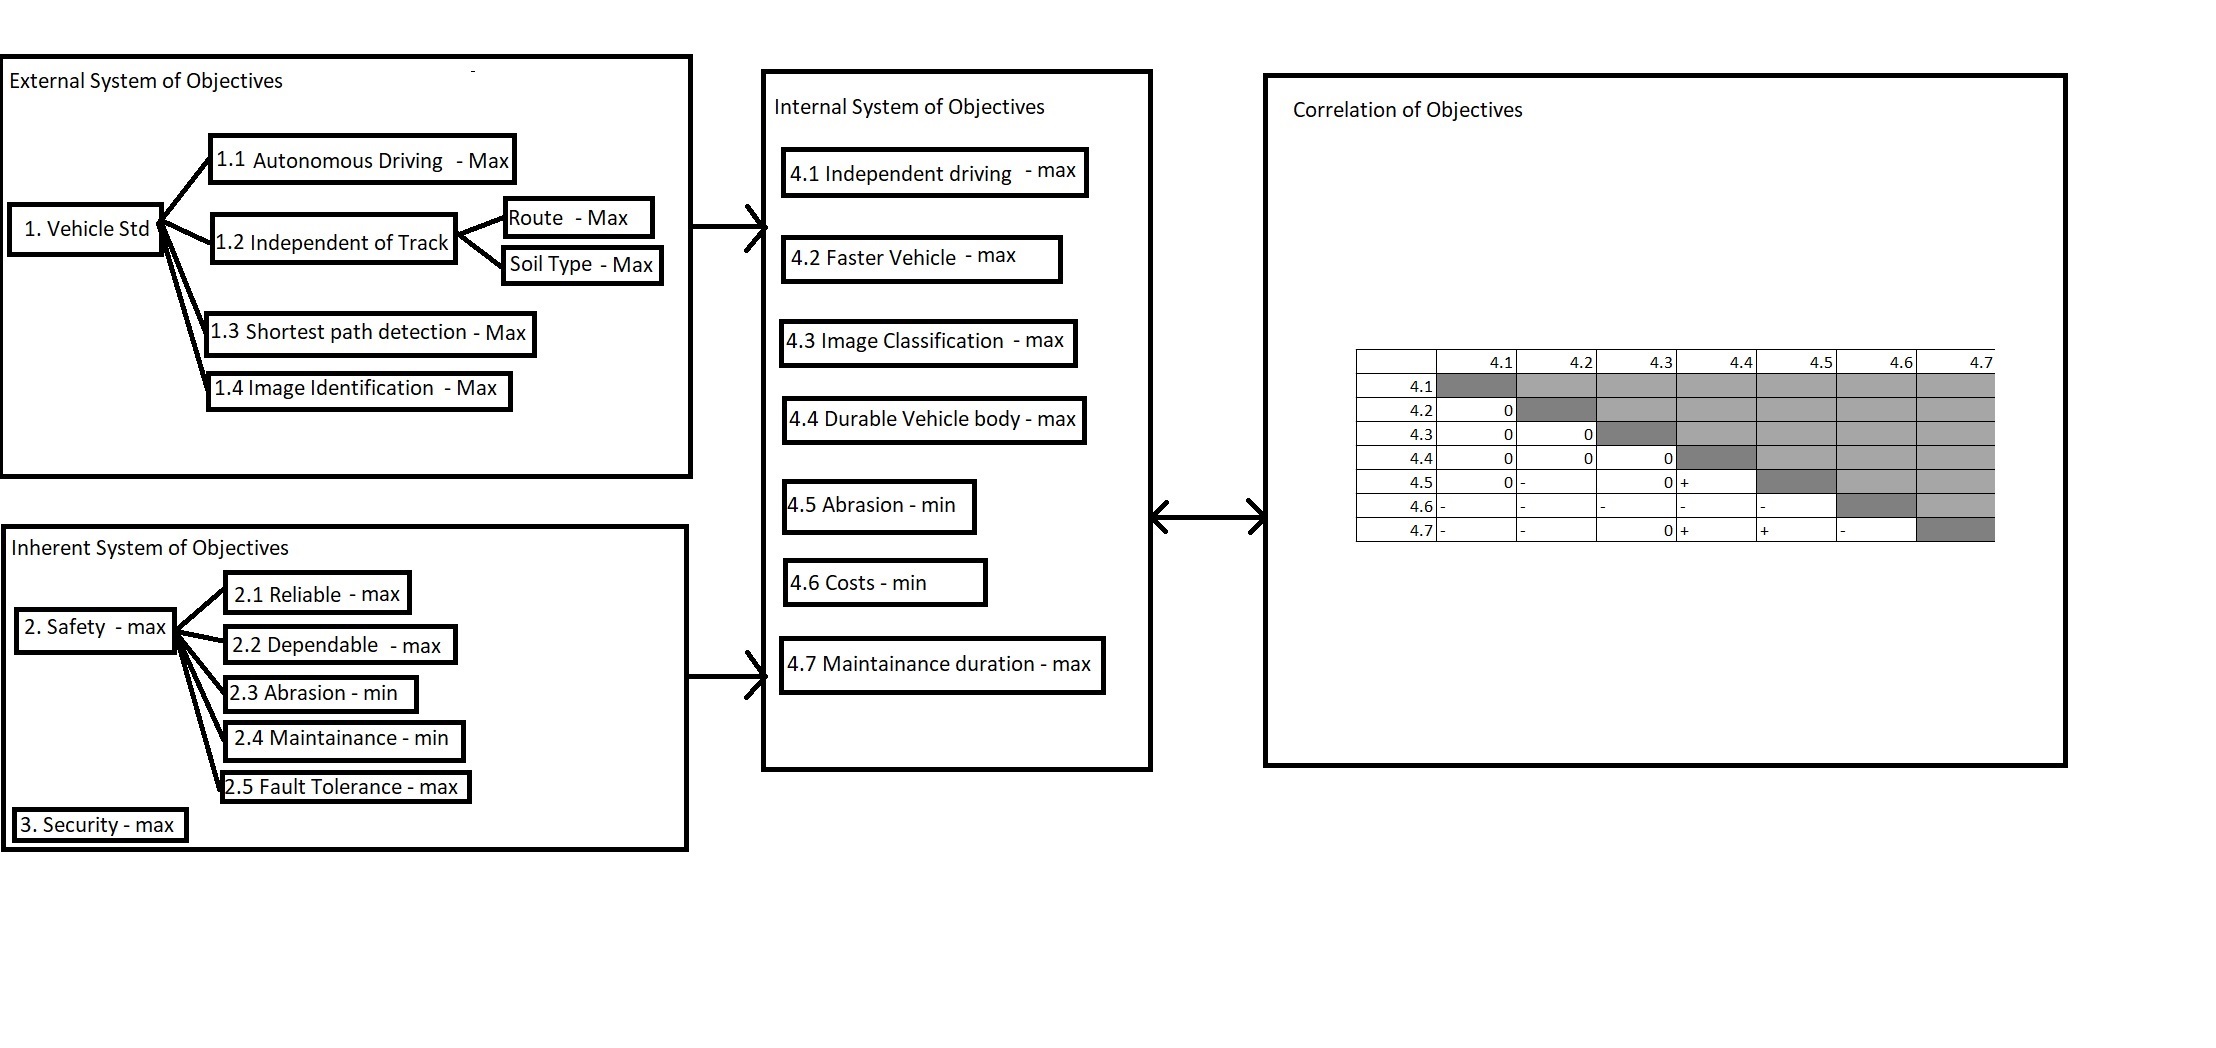 External System of Objectives
-
1.1 Autonomous Driving - Max
1. Vehicle Std
1.2 Independent of Track
Route - Max
Soil Type - Max
1.3 Shortest path detection - Max
1.4 Image Identification - Max
Inherent System of Objectives
2. Safety - max
2.1 Reliable - max
2.2 Dependable - max
2.3 Abrasion - min
2.4 Maintainance - min
2.5 Fault Tolerance - max
3. Security - max
Internal System of Objectives
4.1 Independent driving - max
4.2 Faster Vehicle - max
4.3 Image Classification - max
4.4 Durable Vehicle body - max
4.5 Abrasion - min
4.6 Costs - min
4.7 Maintainance duration - max
Correlation of Objectives
4.1 4.2 4.3 4.4 4.5 4.6 4.7
4.1
4.2 0
4.3 0 0
4.4 0 0 0
4.5 0 - 0 +
4.6 - - - - -
4.7 - - 0 + + -